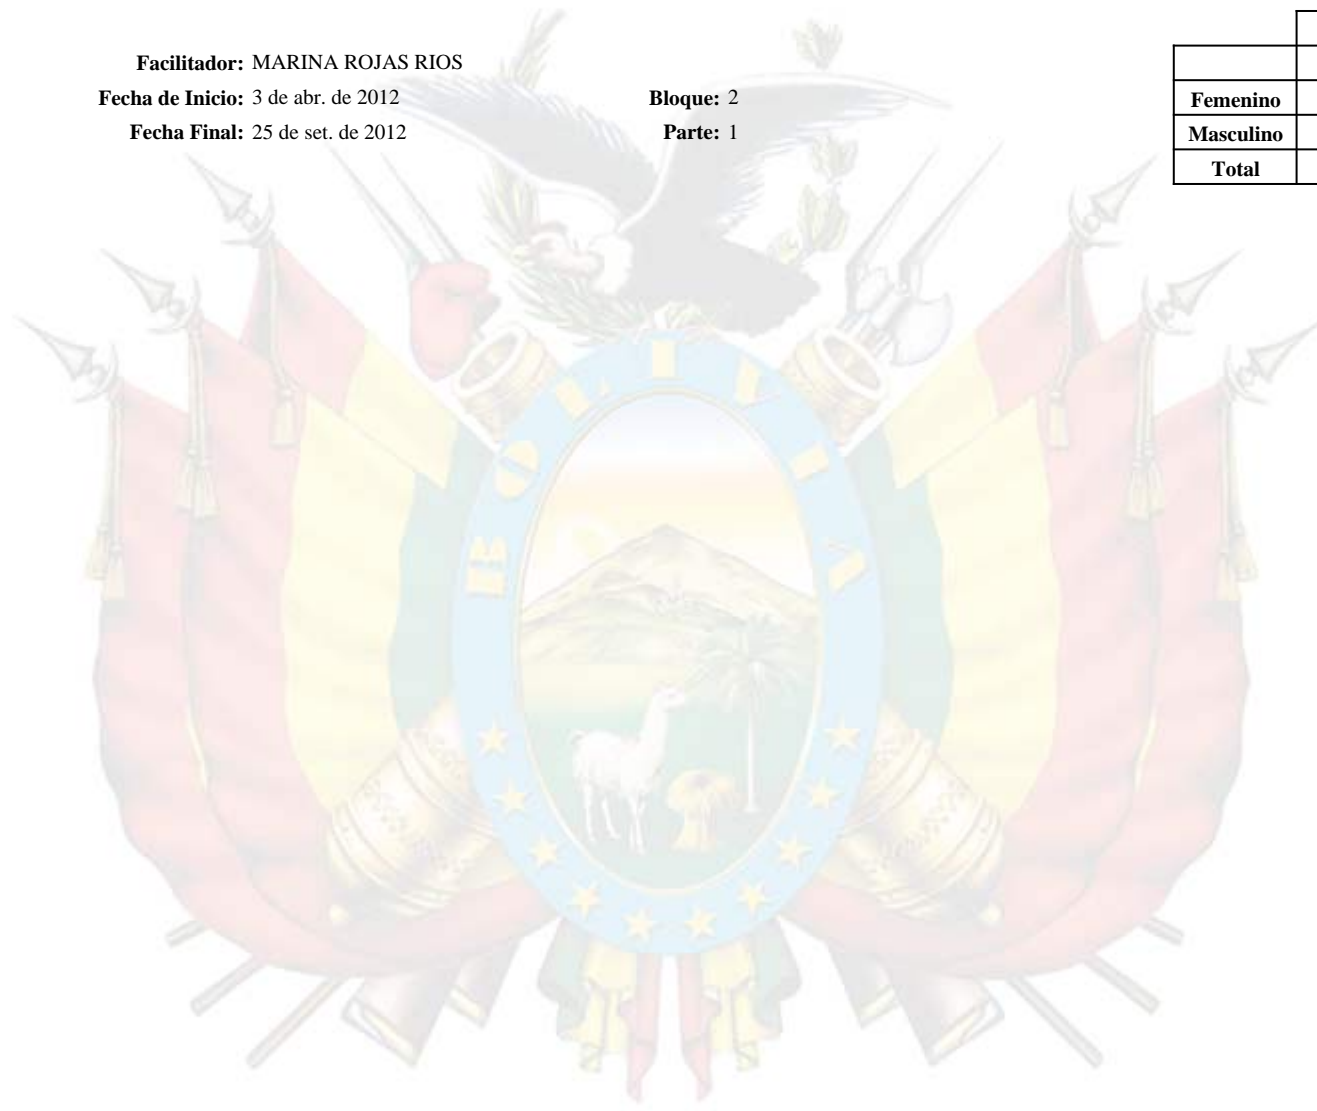 Facilitador: MARINA ROJAS RIOS
Fecha de Inicio: 3 de abr. de 2012 Bloque: 2
Fecha Final: 25 de set. de 2012 Parte: 1
Femenino
Masculino
Total
BOLIVIA